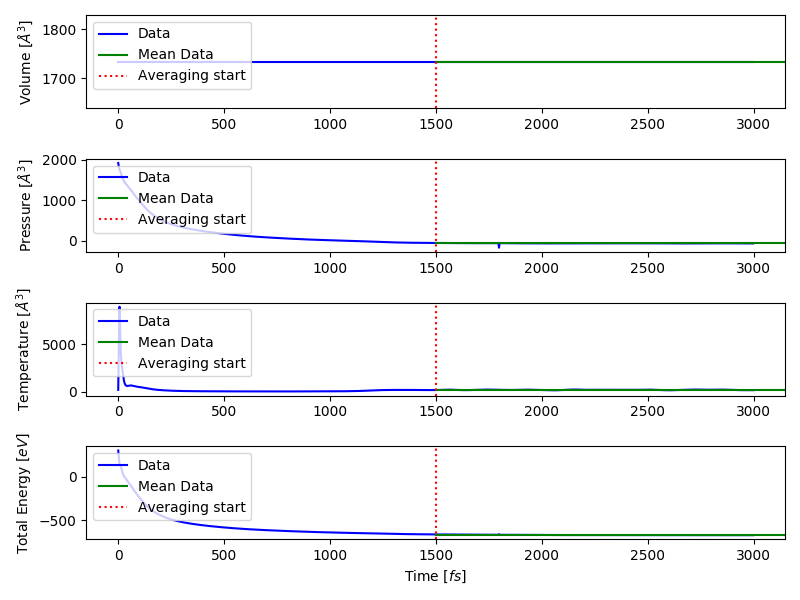 Volume [Å³]
1800
1700
Data
Mean Data
Averaging start
0 500 1000 1500 2000 2500 3000
Pressure [Å³]
2000
1000
0
Data
Mean Data
Averaging start
0 500 1000 1500 2000 2500 3000
Temperature [Å³]
5000
0
Data
Mean Data
Averaging start
0 500 1000 1500 2000 2500 3000
Total Energy [eV]
0
−500
Data
Mean Data
Averaging start
0 500 1000 1500 2000 2500 3000
Time [fs]